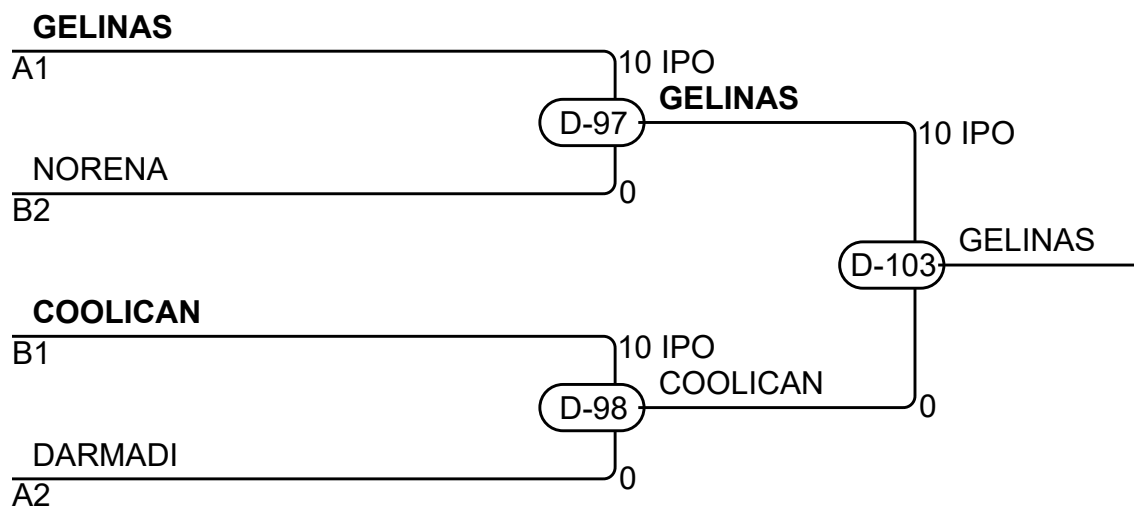 GELINAS
A1
10 IPO
GELINAS
D-97
10 IPO
NORENA
B2
0
GELINAS
D-103
COOLICAN
B1
10 IPO
COOLICAN
D-98
0
DARMADI
A2
0